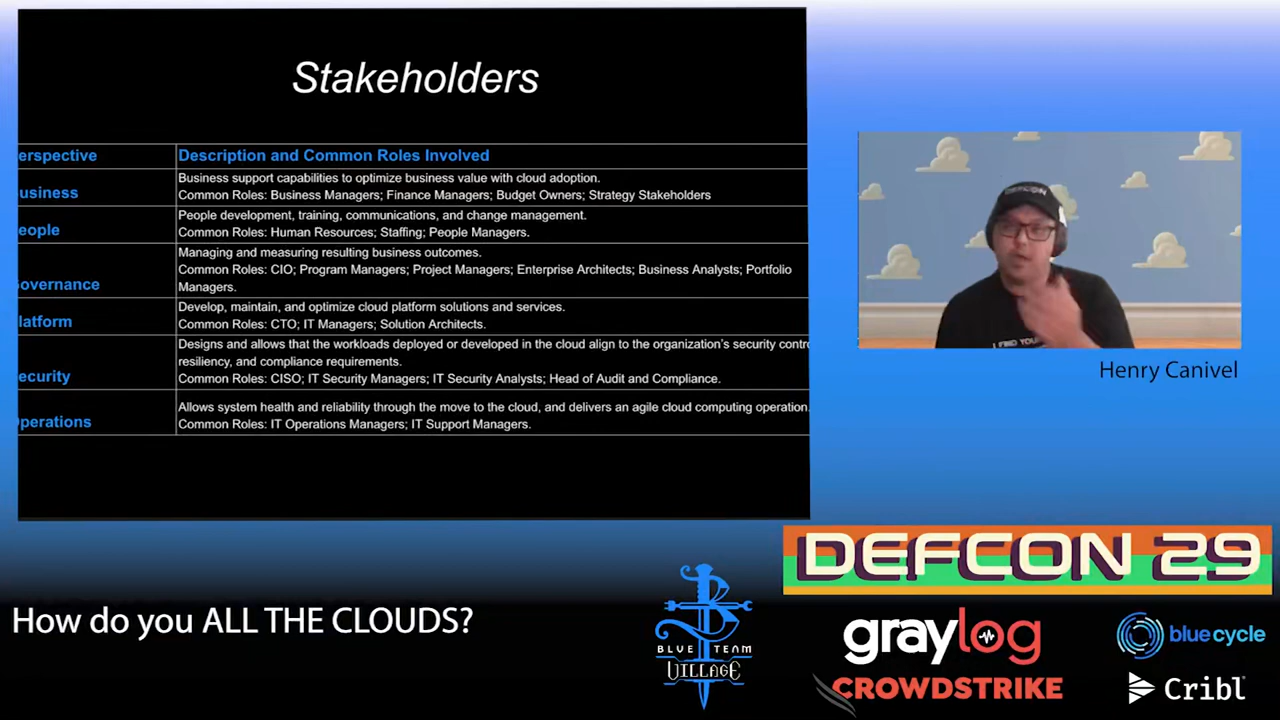 Stakeholders
erspective
Description and Common Roles Involved
usiness
Business support capabilities to optimize business value with cloud adoption.
Common Roles: Business Managers; Finance Managers; Budget Owners; Strategy Stakeholders
eople
People development, training, communications, and change management.
Common Roles: Human Resources; Staffing; People Managers.
overnance
Managing and measuring resulting business outcomes.
Common Roles: CIO; Program Managers; Project Managers; Enterprise Architects; Business Analysts; Portfolio
Managers.
latform
Develop, maintain, and optimize cloud platform solutions and services.
Common Roles: CTO; IT Managers; Solution Architects.
ecurity
Designs and allows that the workloads deployed or developed in the cloud align to the organization's security contro
resiliency, and compliance requirements.
Common Roles: CISO; IT Security Managers; IT Security Analysts; Head of Audit and Compliance.
perations
Allows system health and reliability through the move to the cloud, and delivers an agile cloud computing operation.
Common Roles: IT Operations Managers; IT Support Managers.
DEFCON
I FIND YOU
Henry Canivel
How do you ALL THE CLOUDS?
BLUE TEAM
VILLAGE
DEFCON 29
graylog
bluecycle
CROWDSTRIKE
Cribl